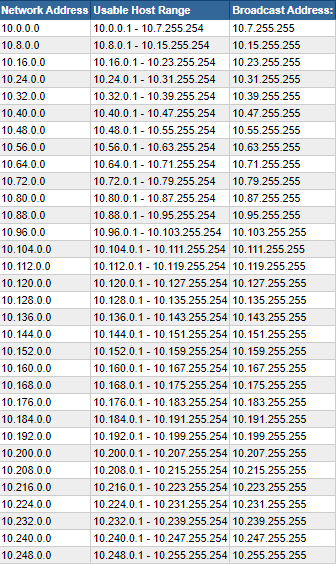 Network Address Usable Host Range Broadcast Address:
10.0.0.0 10.0.0.1 - 10.7.255.254 10.7.255.255
10.8.0.0 10.8.0.1 - 10.15.255.254 10.15.255.255
10.16.0.0 10.16.0.1 - 10.23.255.254 10.23.255.255
10.24.0.0 10.24.0.1 - 10.31.255.254 10.31.255.255
10.32.0.0 10.32.0.1 - 10.39.255.254 10.39.255.255
10.40.0.0 10.40.0.1 - 10.47.255.254 10.47.255.255
10.48.0.0 10.48.0.1 - 10.55.255.254 10.55.255.255
10.56.0.0 10.56.0.1 - 10.63.255.254 10.63.255.255
10.64.0.0 10.64.0.1 - 10.71.255.254 10.71.255.255
10.72.0.0 10.72.0.1 - 10.79.255.254 10.79.255.255
10.80.0.0 10.80.0.1 - 10.87.255.254 10.87.255.255
10.88.0.0 10.88.0.1 - 10.95.255.254 10.95.255.255
10.96.0.0 10.96.0.1 - 10.103.255.254 10.103.255.255
10.104.0.0 10.104.0.1 - 10.111.255.254 10.111.255.255
10.112.0.0 10.112.0.1 - 10.119.255.254 10.119.255.255
10.120.0.0 10.120.0.1 - 10.127.255.254 10.127.255.255
10.128.0.0 10.128.0.1 - 10.135.255.254 10.135.255.255
10.136.0.0 10.136.0.1 - 10.143.255.254 10.143.255.255
10.144.0.0 10.144.0.1 - 10.151.255.254 10.151.255.255
10.152.0.0 10.152.0.1 - 10.159.255.254 10.159.255.255
10.160.0.0 10.160.0.1 - 10.167.255.254 10.167.255.255
10.168.0.0 10.168.0.1 - 10.175.255.254 10.175.255.255
10.176.0.0 10.176.0.1 - 10.183.255.254 10.183.255.255
10.184.0.0 10.184.0.1 - 10.191.255.254 10.191.255.255
10.192.0.0 10.192.0.1 - 10.199.255.254 10.199.255.255
10.200.0.0 10.200.0.1 - 10.207.255.254 10.207.255.255
10.208.0.0 10.208.0.1 - 10.215.255.254 10.215.255.255
10.216.0.0 10.216.0.1 - 10.223.255.254 10.223.255.255
10.224.0.0 10.224.0.1 - 10.231.255.254 10.231.255.255
10.232.0.0 10.232.0.1 - 10.239.255.254 10.239.255.255
10.240.0.0 10.240.0.1 - 10.247.255.254 10.247.255.255
10.248.0.0 10.248.0.1 - 10.255.255.254 10.255.255.255